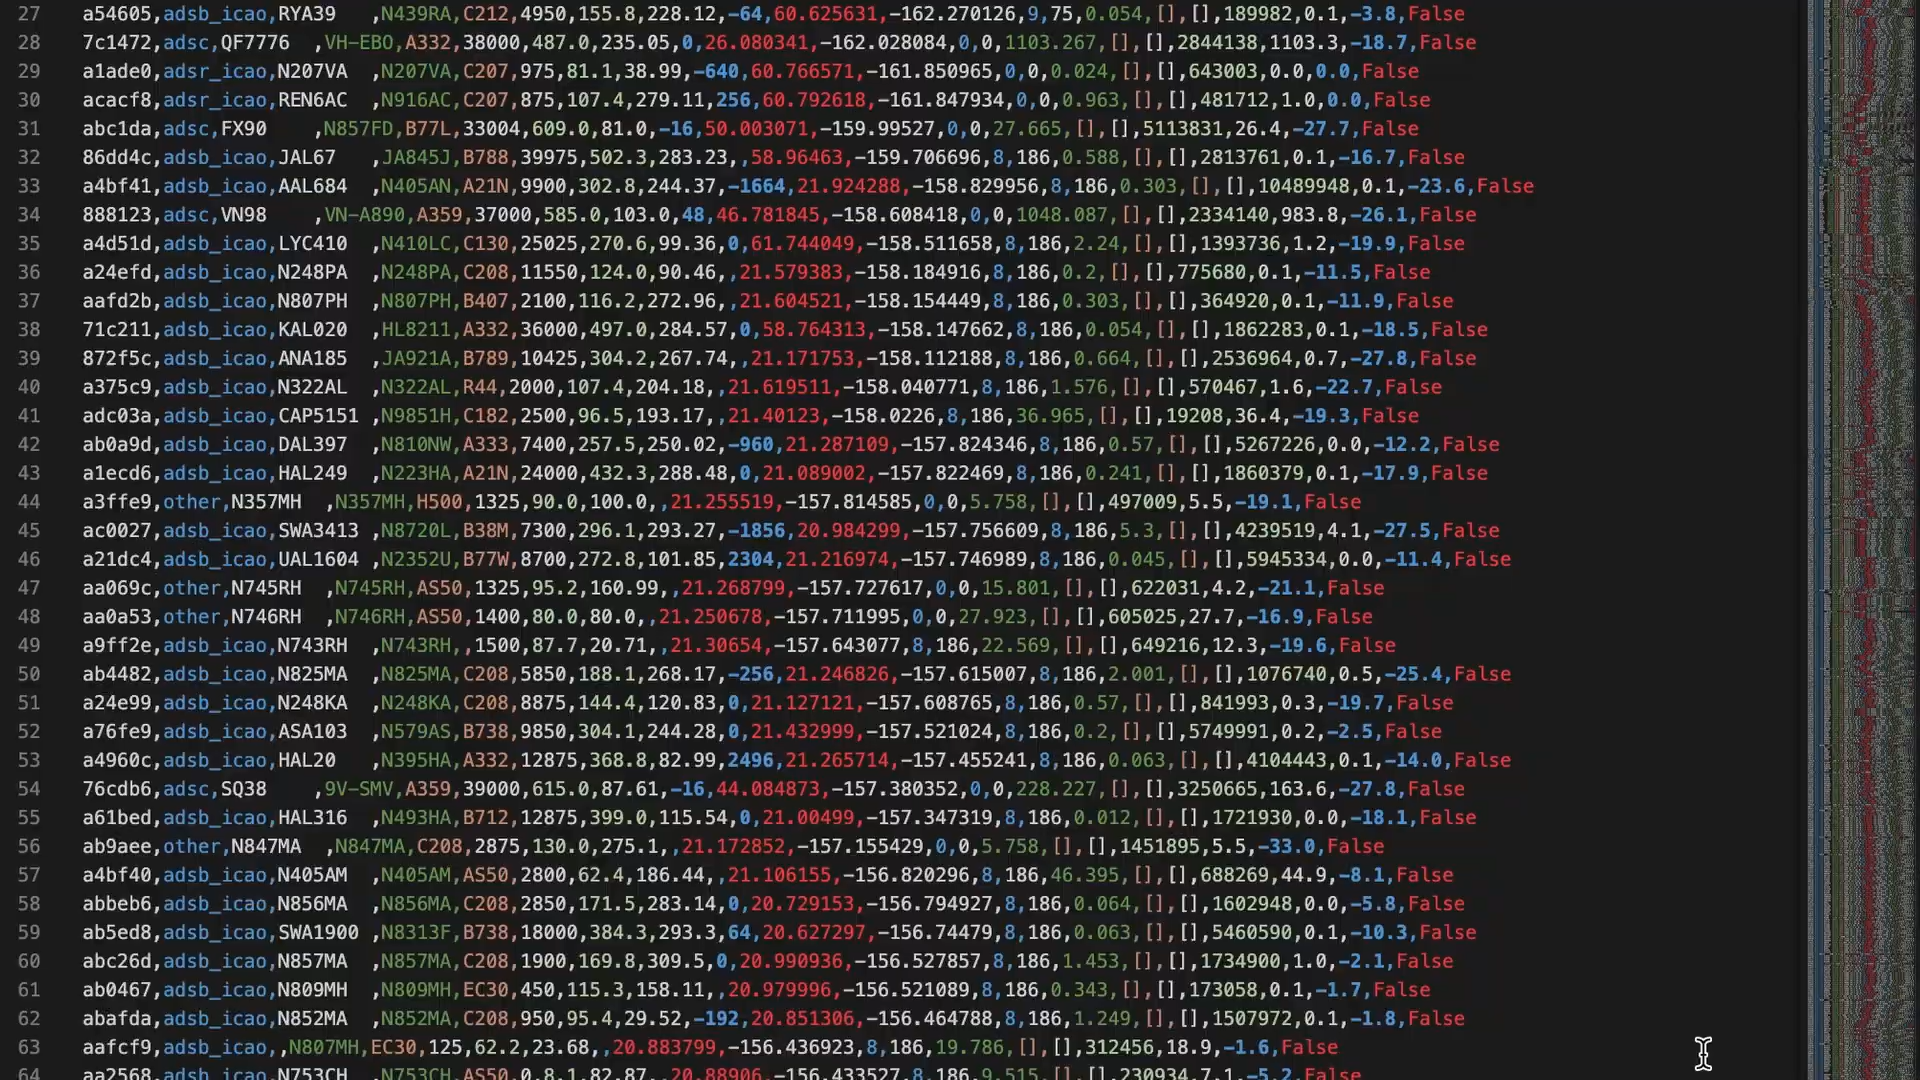 27 a54605,adsb_icao,RYA39   ,N439RA,C212,4950,155.8,228.12,-64,60.625631,-162.270126,9,75,0.054,[],[],189982,0.1,-3.8,False
28 7c1472,adsc,QF7776  ,VH-EBO,A332,38000,487.0,235.05,0,26.080341,-162.028084,0,0,1103.267,[],[],2844138,1103.3,-18.7,False
29 a1ade0,adsr_icao,N207VA  ,N207VA,C207,975,81.1,38.99,-640,60.766571,-161.850965,0,0,0.024,[],[],643003,0.0,0.0,False
30 acacf8,adsr_icao,REN6AC  ,N916AC,C207,875,107.4,279.11,256,60.792618,-161.847934,0,0,0.963,[],[],481712,1.0,0.0,False
31 abc1da,adsc,FX90    ,N857FD,B77L,33004,609.0,81.0,-16,50.003071,-159.99527,0,0,27.665,[],[],5113831,26.4,-27.7,False
32 86dd4c,adsb_icao,JAL67   ,JA845J,B788,39975,502.3,283.23,,58.96463,-159.706696,8,186,0.588,[],[],2813761,0.1,-16.7,False
33 a4bf41,adsb_icao,AAL684  ,N405AN,A21N,9900,302.8,244.37,-1664,21.924288,-158.829956,8,186,0.303,[],[],10489948,0.1,-23.6,False
34 888123,adsc,VN98    ,VN-A890,A359,37000,585.0,103.0,48,46.781845,-158.608418,0,0,1048.087,[],[],2334140,983.8,-26.1,False
35 a4d51d,adsb_icao,LYC410  ,N410LC,C130,25025,270.6,99.36,0,61.744049,-158.511658,8,186,2.24,[],[],1393736,1.2,-19.9,False
36 a24efd,adsb_icao,N248PA  ,N248PA,C208,11550,124.0,90.46,,21.579383,-158.184916,8,186,0.2,[],[],775680,0.1,-11.5,False
37 aafd2b,adsb_icao,N807PH  ,N807PH,B407,2100,116.2,272.96,,21.604521,-158.154449,8,186,0.303,[],[],364920,0.1,-11.9,False
38 71c211,adsb_icao,KAL020  ,HL8211,A332,36000,497.0,284.57,0,58.764313,-158.147662,8,186,0.054,[],[],1862283,0.1,-18.5,False
39 872f5c,adsb_icao,ANA185  ,JA921A,B789,10425,304.2,267.74,,21.171753,-158.112188,8,186,0.664,[],[],2536964,0.7,-27.8,False
40 a375c9,adsb_icao,N322AL  ,N322AL,R44,2000,107.4,204.18,,21.619511,-158.040771,8,186,1.576,[],[],570467,1.6,-22.7,False
41 adc03a,adsb_icao,CAP5151 ,N9851H,C182,2500,96.5,193.17,,21.40123,-158.0226,8,186,36.965,[],[],19208,36.4,-19.3,False
42 ab0a9d,adsb_icao,DAL397  ,N810NW,A333,7400,257.5,250.02,-960,21.287109,-157.824346,8,186,0.57,[],[],5267226,0.0,-12.2,False
43 a1ecd6,adsb_icao,HAL249  ,N223HA,A21N,24000,432.3,288.48,0,21.089002,-157.822469,8,186,0.241,[],[],1860379,0.1,-17.9,False
44 a3ffe9,other,N357MH  ,N357MH,H500,1325,90.0,100.0,,21.255519,-157.814585,0,0,5.758,[],[],497009,5.5,-19.1,False
45 ac0027,adsb_icao,SWA3413 ,N8720L,B38M,7300,296.1,293.27,-1856,20.984299,-157.756609,8,186,5.3,[],[],4239519,4.1,-27.5,False
46 a21dc4,adsb_icao,UAL1604 ,N2352U,B77W,8700,272.8,101.85,2304,21.216974,-157.746989,8,186,0.045,[],[],5945334,0.0,-11.4,False
47 aa069c,other,N745RH  ,N745RH,AS50,1325,95.2,160.99,,21.268799,-157.727617,0,0,15.801,[],[],622031,4.2,-21.1,False
48 aa0a53,other,N746RH  ,N746RH,AS50,1400,80.0,80.0,,21.250678,-157.711995,0,0,27.923,[],[],605025,27.7,-16.9,False
49 a9ff2e,adsb_icao,N743RH  ,N743RH,,1500,87.7,20.71,,21.30654,-157.643077,8,186,22.569,[],[],649216,12.3,-19.6,False
50 ab4482,adsb_icao,N825MA  ,N825MA,C208,5850,188.1,268.17,-256,21.246826,-157.615007,8,186,2.001,[],[],1076740,0.5,-25.4,False
51 a24e99,adsb_icao,N248KA  ,N248KA,C208,8875,144.4,120.83,0,21.127121,-157.608765,8,186,0.57,[],[],841993,0.3,-19.7,False
52 a76fe9,adsb_icao,ASA103  ,N579AS,B738,9850,304.1,244.28,0,21.432999,-157.521024,8,186,0.2,[],[],5749991,0.2,-2.5,False
53 a4960c,adsb_icao,HAL20   ,N395HA,A332,12875,368.8,82.99,2496,21.265714,-157.455241,8,186,0.063,[],[],4104443,0.1,-14.0,False
54 76cdb6,adsc,SQ38    ,9V-SMV,A359,39000,615.0,87.61,-16,44.084873,-157.380352,0,0,228.227,[],[],3250665,163.6,-27.8,False
55 a61bed,adsb_icao,HAL316  ,N493HA,B712,12875,399.0,115.54,0,21.00499,-157.347319,8,186,0.012,[],[],1721930,0.0,-18.1,False
56 ab9aee,other,N847MA  ,N847MA,C208,2875,130.0,275.1,,21.172852,-157.155429,0,0,5.758,[],[],1451895,5.5,-33.0,False
57 a4bf40,adsb_icao,N405AM  ,N405AM,AS50,2800,62.4,186.44,,21.106155,-156.820296,8,186,46.395,[],[],688269,44.9,-8.1,False
58 abbeb6,adsb_icao,N856MA  ,N856MA,C208,2850,171.5,283.14,0,20.729153,-156.794927,8,186,0.064,[],[],1602948,0.0,-5.8,False
59 ab5ed8,adsb_icao,SWA1900 ,N8313F,B738,18000,384.3,293.3,64,20.627297,-156.74479,8,186,0.063,[],[],5460590,0.1,-10.3,False
60 abc26d,adsb_icao,N857MA  ,N857MA,C208,1900,169.8,309.5,0,20.990936,-156.527857,8,186,1.453,[],[],1734900,1.0,-2.1,False
61 ab0467,adsb_icao,N809MH  ,N809MH,EC30,450,115.3,158.11,,20.979996,-156.521089,8,186,0.343,[],[],173058,0.1,-1.7,False
62 abafda,adsb_icao,N852MA  ,N852MA,C208,950,95.4,29.52,-192,20.851306,-156.464788,8,186,1.249,[],[],1507972,0.1,-1.8,False
63 aafcf9,adsb_icao,,N807MH,EC30,125,62.2,23.68,,20.883799,-156.436923,8,186,19.786,[],[],312456,18.9,-1.6,False
64 aa2568,adsb_icao,N753CH  ,N753CH,AS50,0,8.1,82.87,,20.88906,-156.433527,8,186,9.515,[],[],230934,7.1,-5.2,False